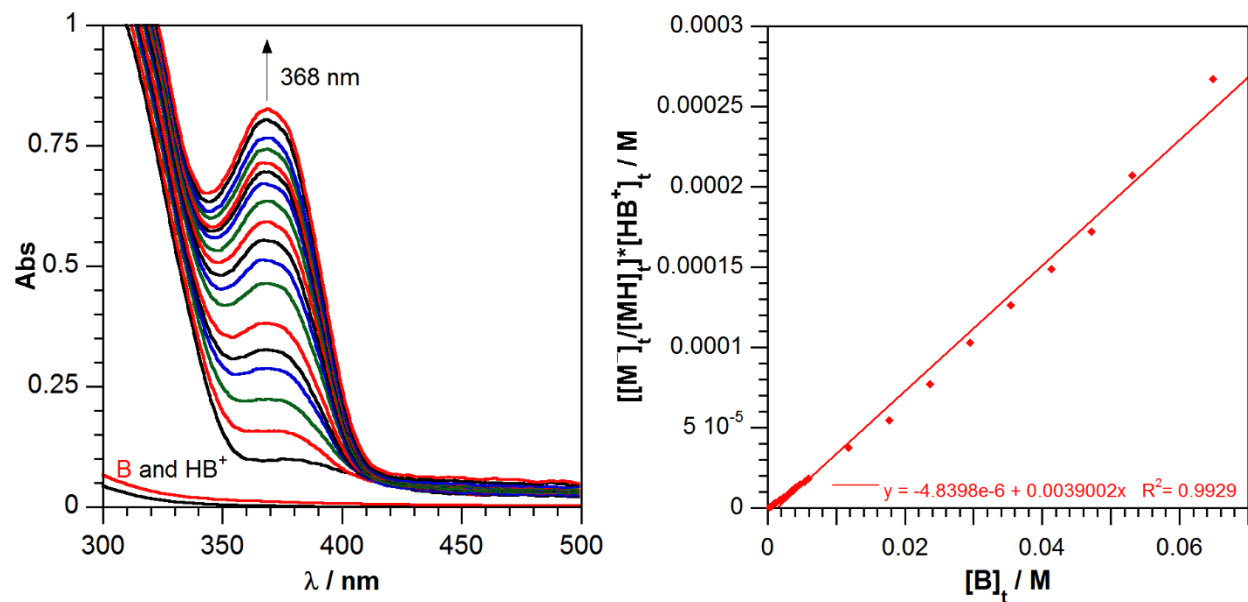 1
0.75
0.5
0.25
0
Abs
368 nm
B and HB⁺
300 350 400 450 500
λ / nm
0.0003
0.00025
0.0002
0.00015
0.0001
5 10⁻⁵
0
[[M⁻]ₜ/[MH]ₜ]*[HB⁺]ₜ / M
y = -4.8398e-6 + 0.0039002x R²= 0.9929
0 0.02 0.04 0.06
[B]ₜ / M